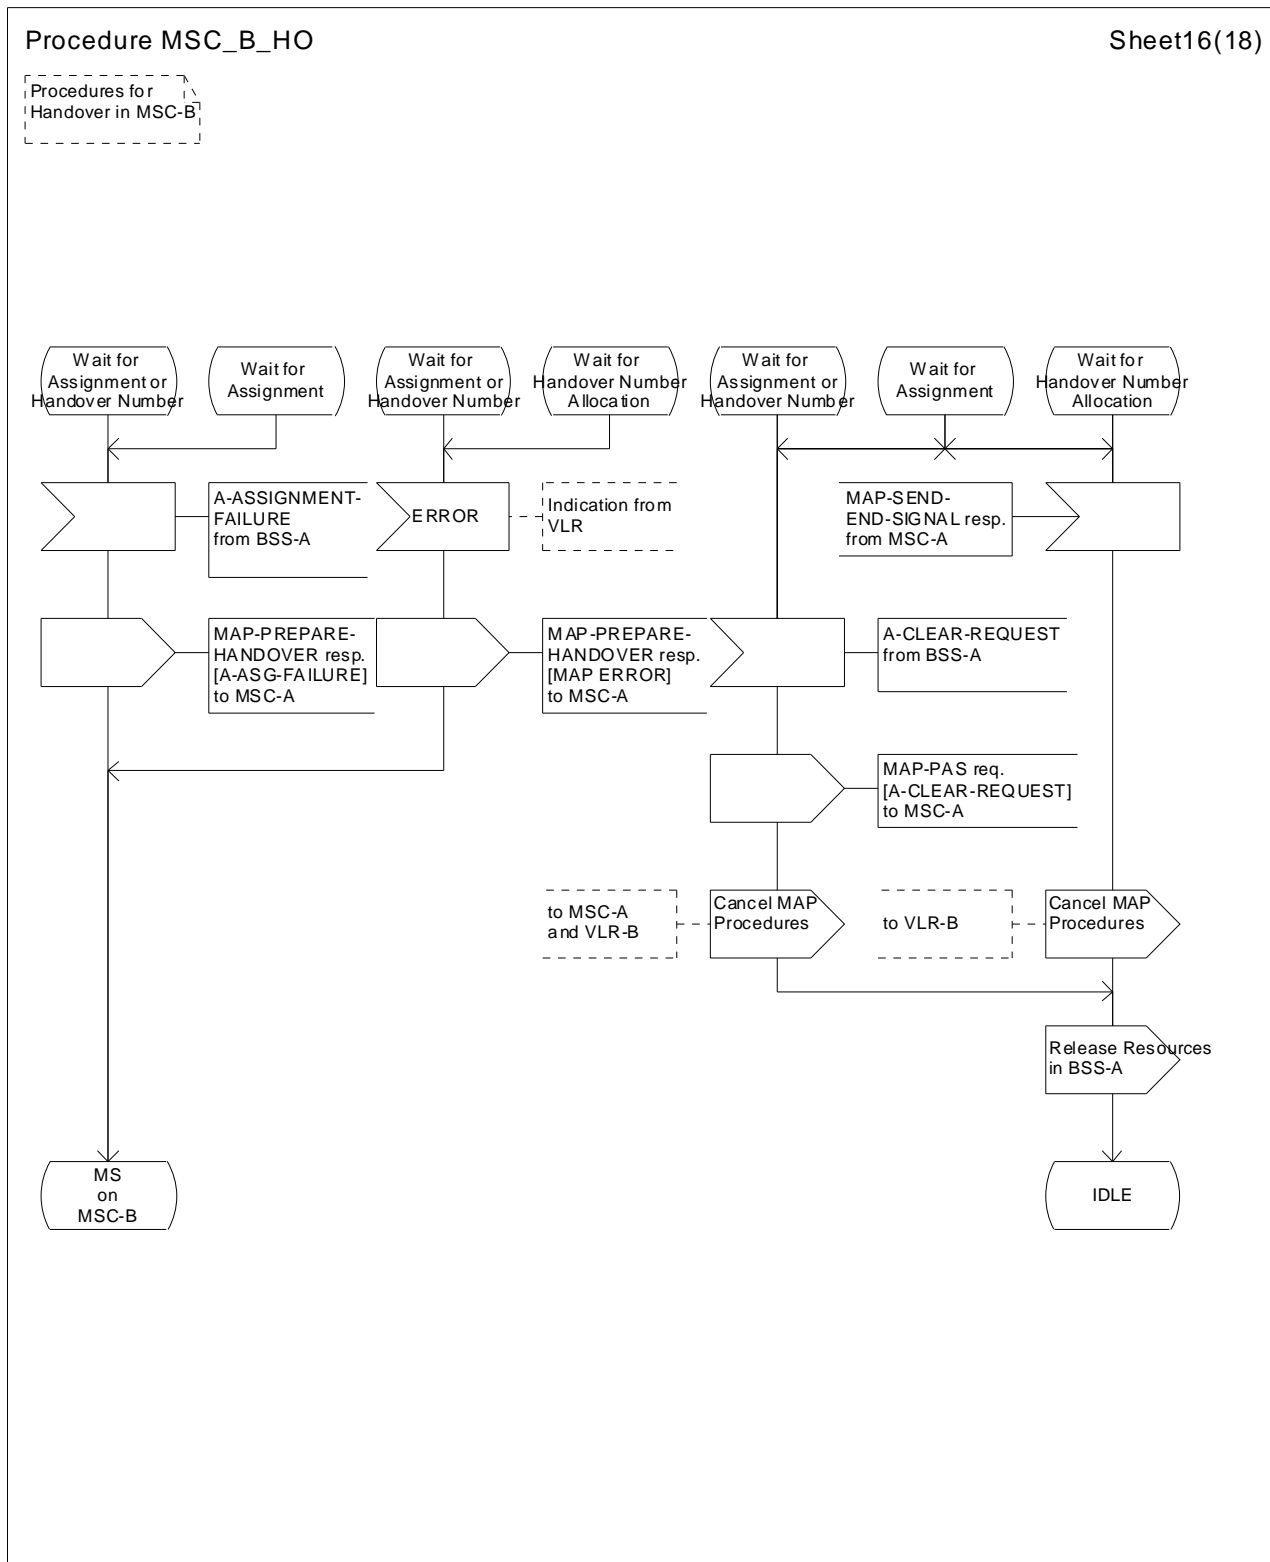 Procedure MSC_B_HO
Sheet16(18)
Procedures for
Handover in MSC-B
Wait for
Assignment or
Handover Number
Wait for
Assignment
Wait for
Assignment or
Handover Number
Wait for
Handover Number
Allocation
Wait for
Assignment or
Handover Number
Wait for
Assignment
Wait for
Handover Number
Allocation
A-ASSIGNMENT-
FAILURE
from BSS-A
ERROR
Indication from
VLR
MAP-SEND-
END-SIGNAL resp.
from MSC-A
MAP-PREPARE-
HANDOVER resp.
[A-ASG-FAILURE]
to MSC-A
MAP-PREPARE-
HANDOVER resp.
[MAP ERROR]
to MSC-A
A-CLEAR-REQUEST
from BSS-A
MAP-PAS req.
[A-CLEAR-REQUEST]
to MSC-A
to MSC-A
and VLR-B
Cancel MAP
Procedures
to VLR-B
Cancel MAP
Procedures
Release Resources
in BSS-A
MS
on
MSC-B
IDLE